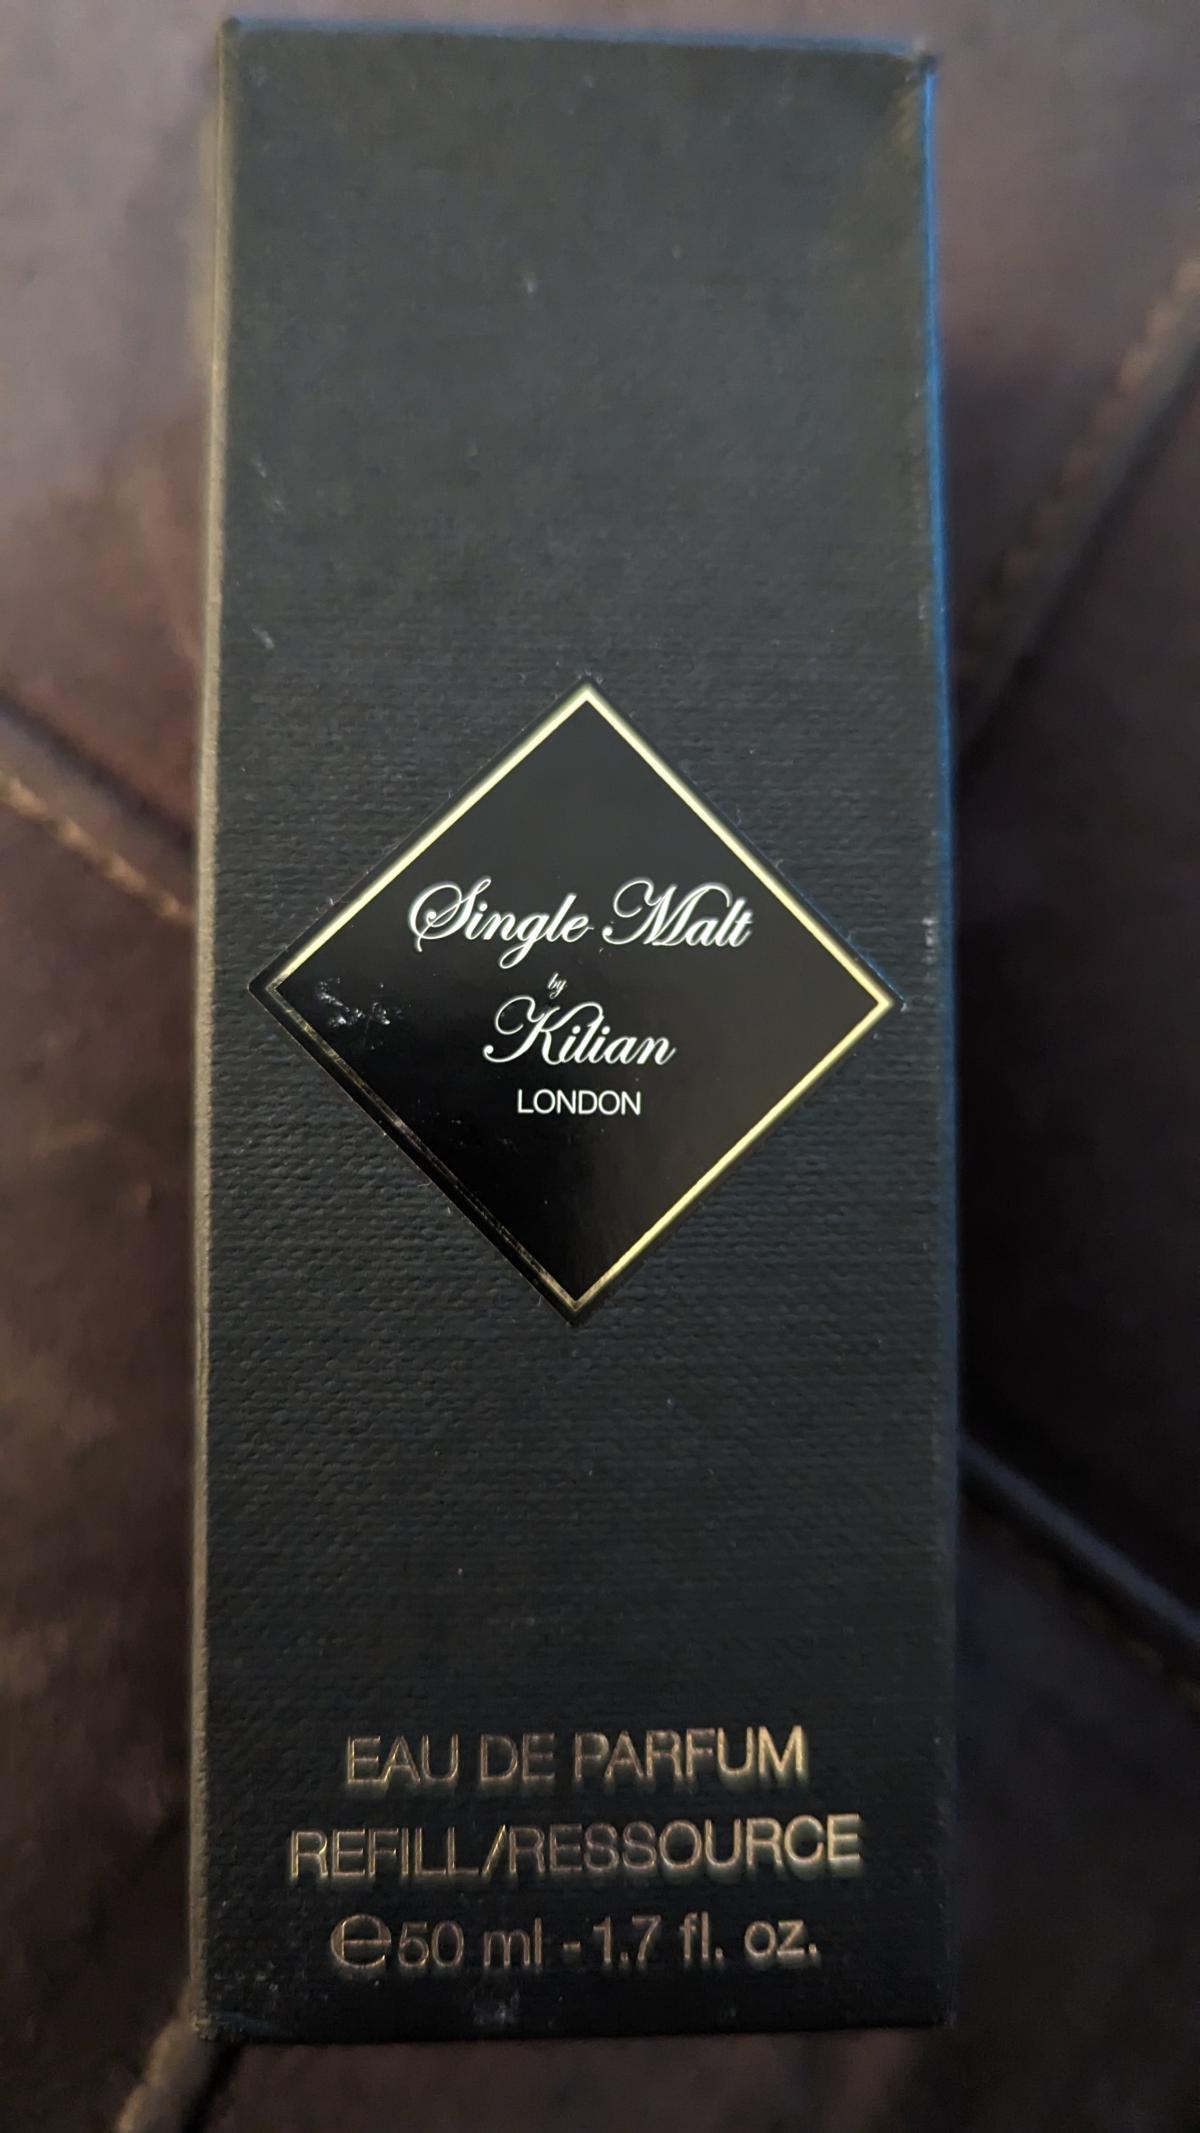 Single Malt
by
Kilian
LONDON
EAU DE PARFUM
REFILL/RESSOURCE
℮50 ml - 1.7 fl. oz.